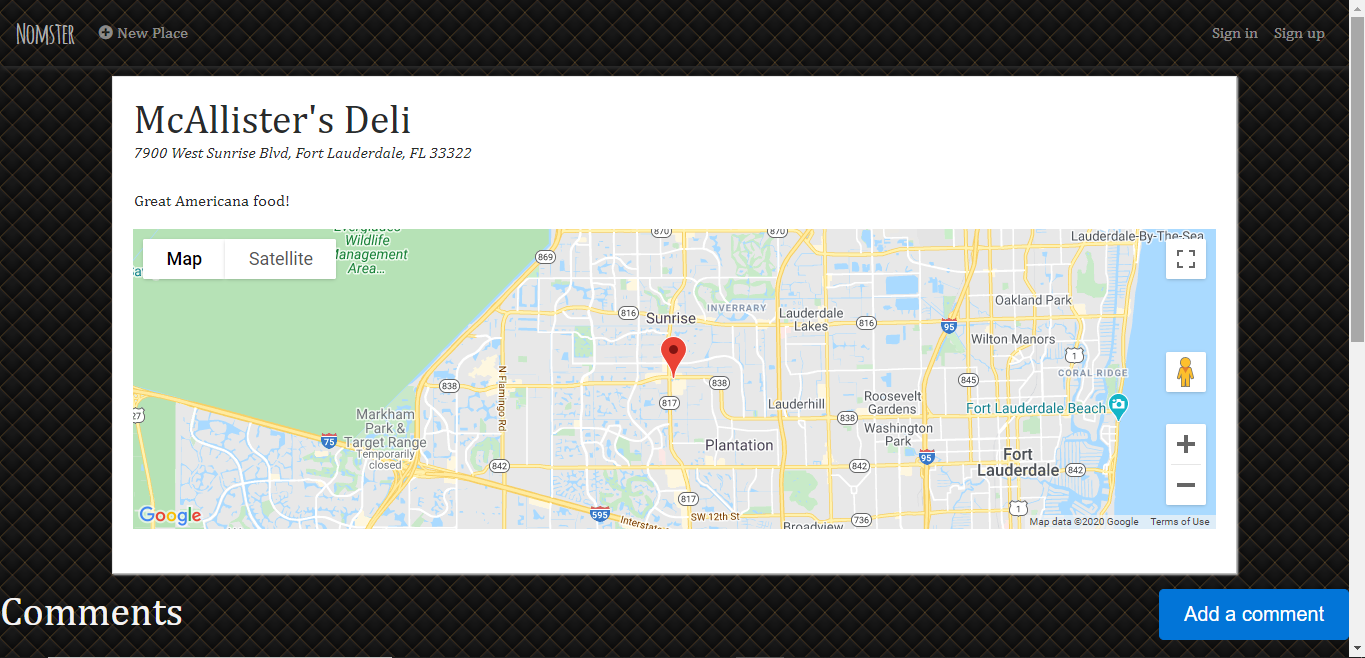 Nomster
New Place
Sign in
Sign up
McAllister's Deli
7900 West Sunrise Blvd, Fort Lauderdale, FL 33322
Great Americana food!
Map
Satellite
Everglades
Wildlife
Management
Area...
869
870
870
Lauderdale-By-The-Sea
816
Sunrise
INVERRARY
Lauderdale
Lakes
816
95
Oakland Park
Wilton Manors
1
CORAL RIDGE
838
N Flamingo Rd
838
817
845
Lauderhill
Roosevelt
Gardens
838
Fort Lauderdale Beach
Washington
Park
27
Markham
Park &
Target Range
Temporarily
closed
75
Plantation
95
Fort
Lauderdale
842
842
842
817
595
Interstate
SW 12th St
Broadview
736
1
Google
Map data ©2020 Google
Terms of Use
Comments
Add a comment